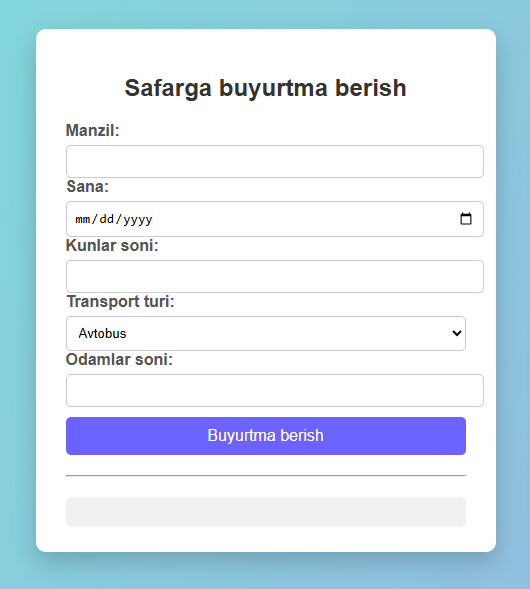 Safarga buyurtma berish
Manzil:
Sana:
mm/dd/yyyy
Kunlar soni:
Transport turi:
Avtobus
Odamlar soni:
Buyurtma berish